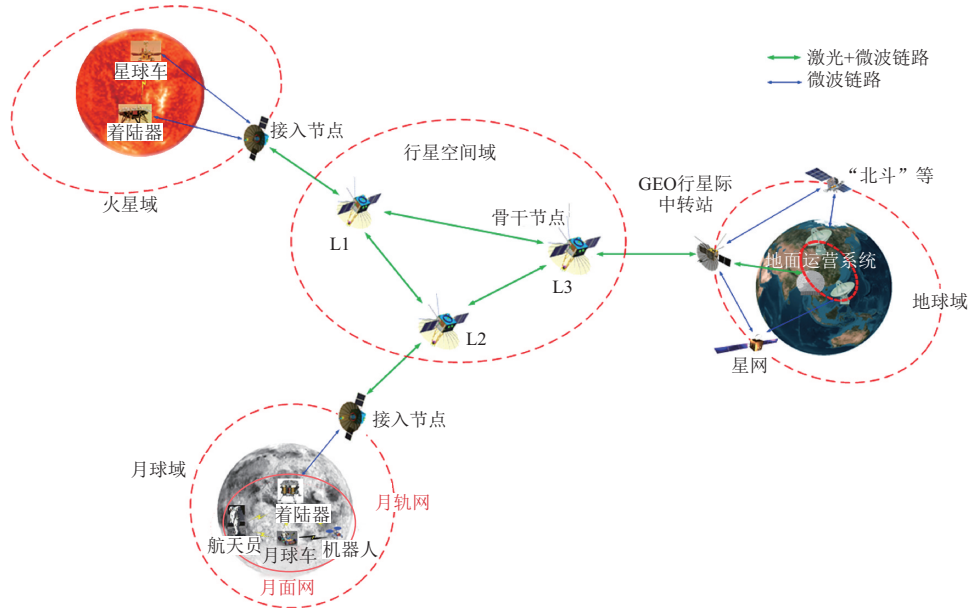 星球车
着陆器
火星域
接入节点
激光+微波链路
微波链路
行星空间域
骨干节点
L1
L2
L3
GEO行星际
中转站
“北斗”等
地面运营系统
地球域
星网
接入节点
月球域
月轨网
着陆器
航天员
月球车
机器人
月面网